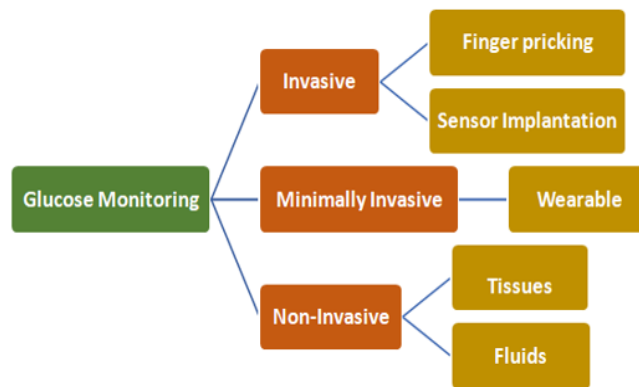 Finger pricking
Invasive
Sensor Implantation
Glucose Monitoring
Minimally Invasive
Wearable
Tissues
Non-Invasive
Fluids